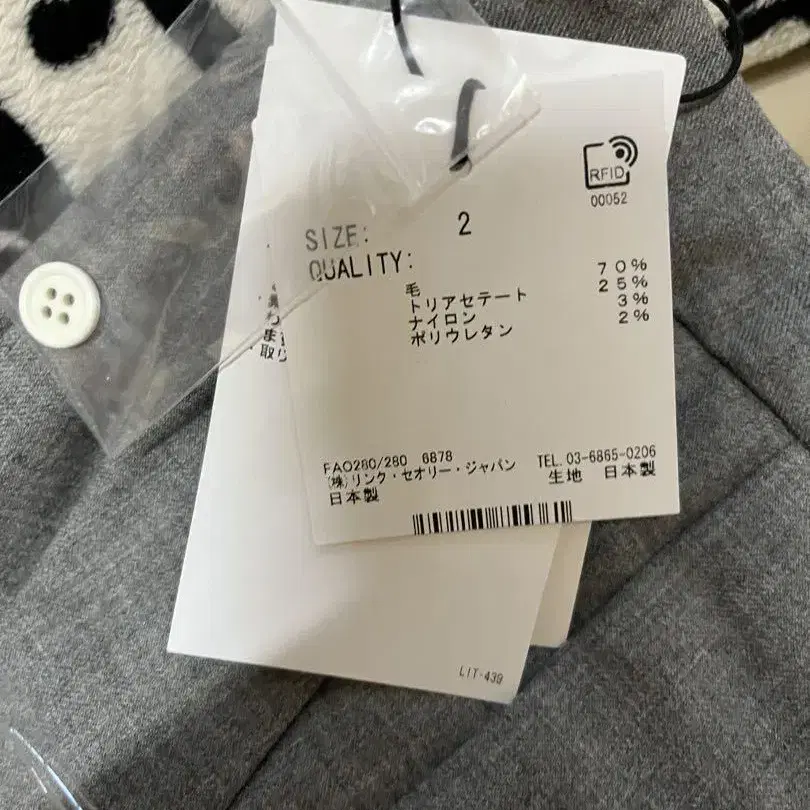 RFID
00052
SIZE: 2
QUALITY:
毛 70%
トリアセテート 25%
ナイロン 3%
ポリウレタン 2%
FA0280/280 6878
(株)リンク・セオリー・ジャパン TEL.03-6865-0206
日本製 生地 日本製
LIT-439